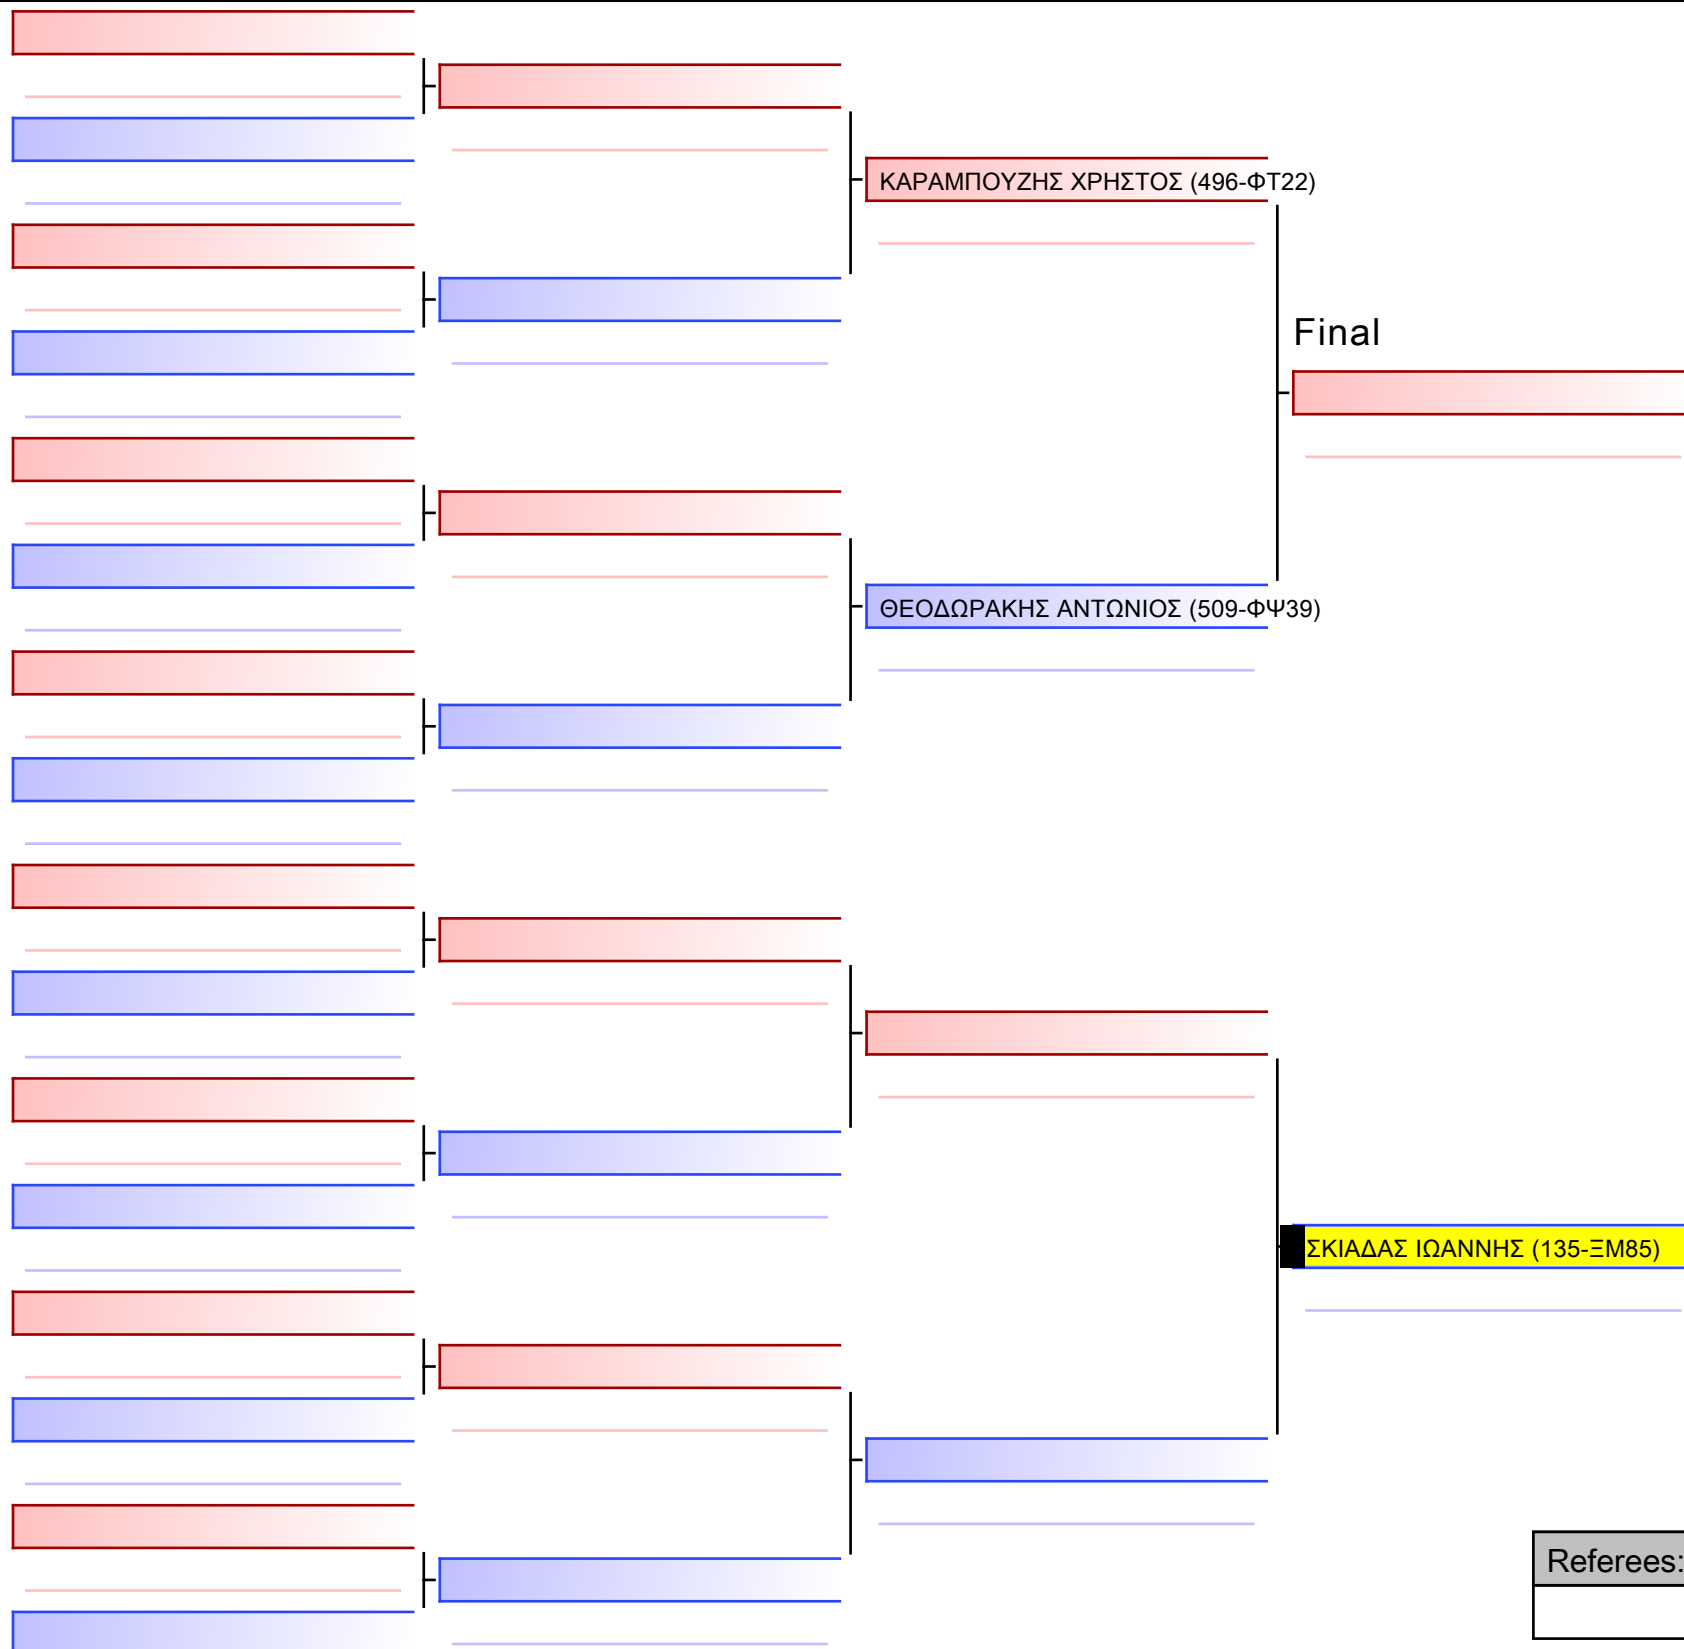 ΚΑΡΑΜΠΟΥΖΗΣ ΧΡΗΣΤΟΣ (496-ΦΤ22)
Final
ΘΕΟΔΩΡΑΚΗΣ ΑΝΤΩΝΙΟΣ (509-ΦΨ39)
ΣΚΙΑΔΑΣ ΙΩΑΝΝΗΣ (135-ΞΜ85)
Referees: